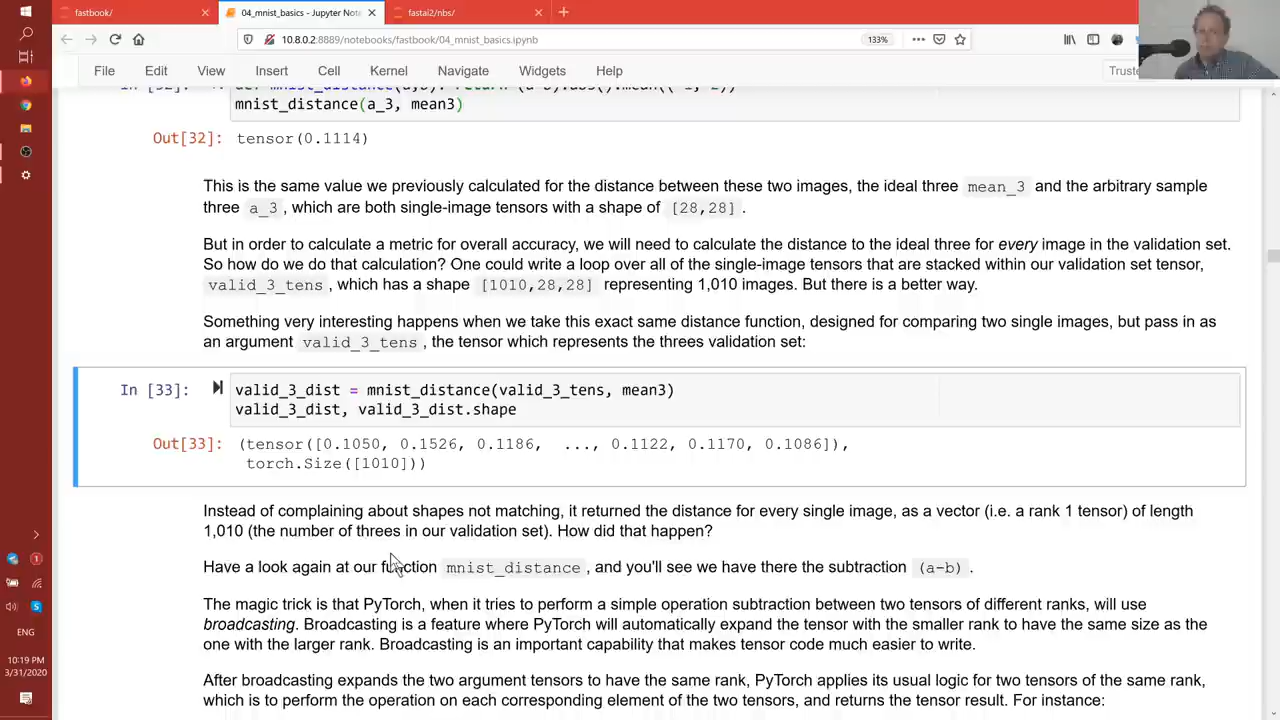 fastbook/
04_mnist_basics - Jupyter Not
fastai2/nbs/
10.8.0.2:8889/notebooks/fastbook/04_mnist_basics.ipynb
133%
File Edit View Insert Cell Kernel Navigate Widgets Help
Truste
mnist_distance(a_3, mean3)
Out[32]: tensor(0.1114)
This is the same value we previously calculated for the distance between these two images, the ideal three mean_3 and the arbitrary sample
three a_3 , which are both single-image tensors with a shape of [28,28] .
But in order to calculate a metric for overall accuracy, we will need to calculate the distance to the ideal three for every image in the validation set.
So how do we do that calculation? One could write a loop over all of the single-image tensors that are stacked within our validation set tensor,
valid_3_tens , which has a shape [1010,28,28] representing 1,010 images. But there is a better way.
Something very interesting happens when we take this exact same distance function, designed for comparing two single images, but pass in as
an argument valid_3_tens , the tensor which represents the threes validation set:
In [33]: valid_3_dist = mnist_distance(valid_3_tens, mean3)
valid_3_dist, valid_3_dist.shape
Out[33]: (tensor([0.1050, 0.1526, 0.1186, ..., 0.1122, 0.1170, 0.1086]),
torch.Size([1010]))
Instead of complaining about shapes not matching, it returned the distance for every single image, as a vector (i.e. a rank 1 tensor) of length
1,010 (the number of threes in our validation set). How did that happen?
Have a look again at our function mnist_distance , and you'll see we have there the subtraction (a-b) .
The magic trick is that PyTorch, when it tries to perform a simple operation subtraction between two tensors of different ranks, will use
broadcasting. Broadcasting is a feature where PyTorch will automatically expand the tensor with the smaller rank to have the same size as the
one with the larger rank. Broadcasting is an important capability that makes tensor code much easier to write.
After broadcasting expands the two argument tensors to have the same rank, PyTorch applies its usual logic for two tensors of the same rank,
which is to perform the operation on each corresponding element of the two tensors, and returns the tensor result. For instance:
ENG
10:19 PM
3/31/2020